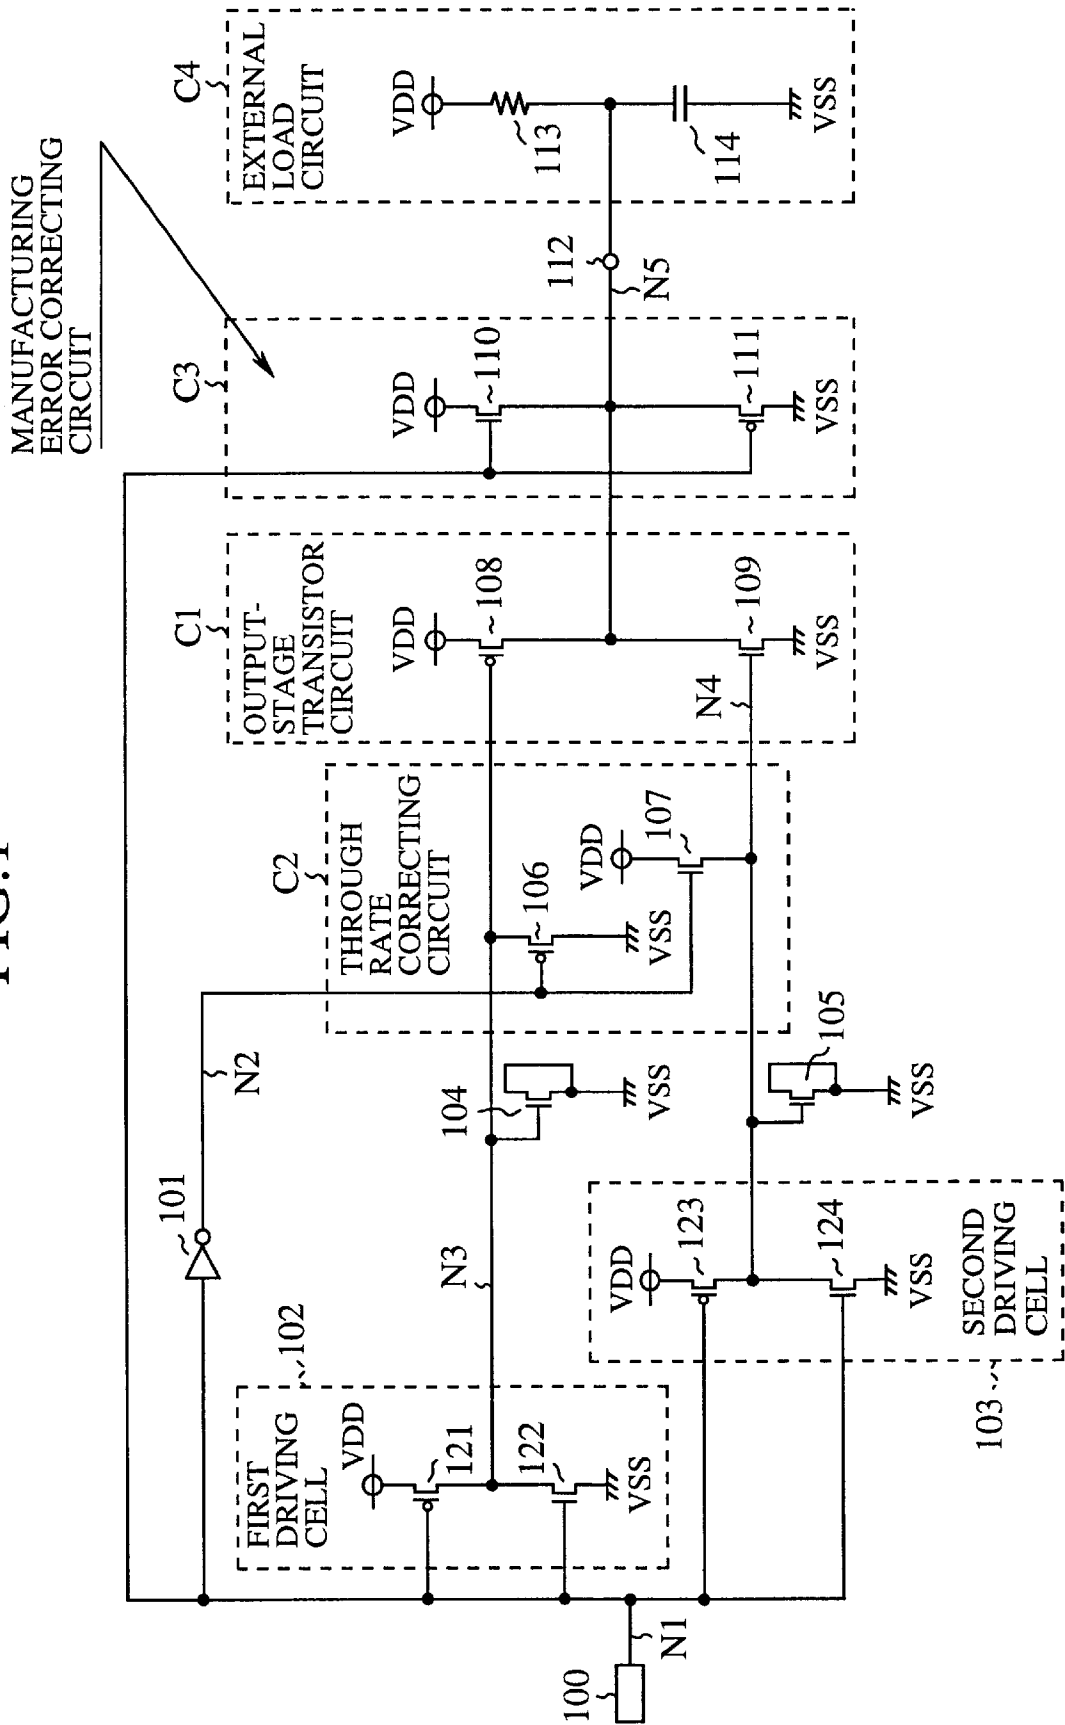 FIG.1
MANUFACTURING
ERROR CORRECTING
CIRCUIT
C4
EXTERNAL
LOAD
CIRCUIT
VDD
113
114
VSS
112
N5
C3
VDD
110
111
VSS
C1
OUTPUT-
STAGE
TRANSISTOR
CIRCUIT
VDD
108
109
VSS
N4
C2
THROUGH
RATE
CORRECTING
CIRCUIT
106
VSS
VDD
107
N2
101
104
VSS
105
VSS
N3
102
FIRST
DRIVING
CELL
VDD
121
122
VSS
VDD
123
124
VSS
SECOND
DRIVING
CELL
103
100
N1